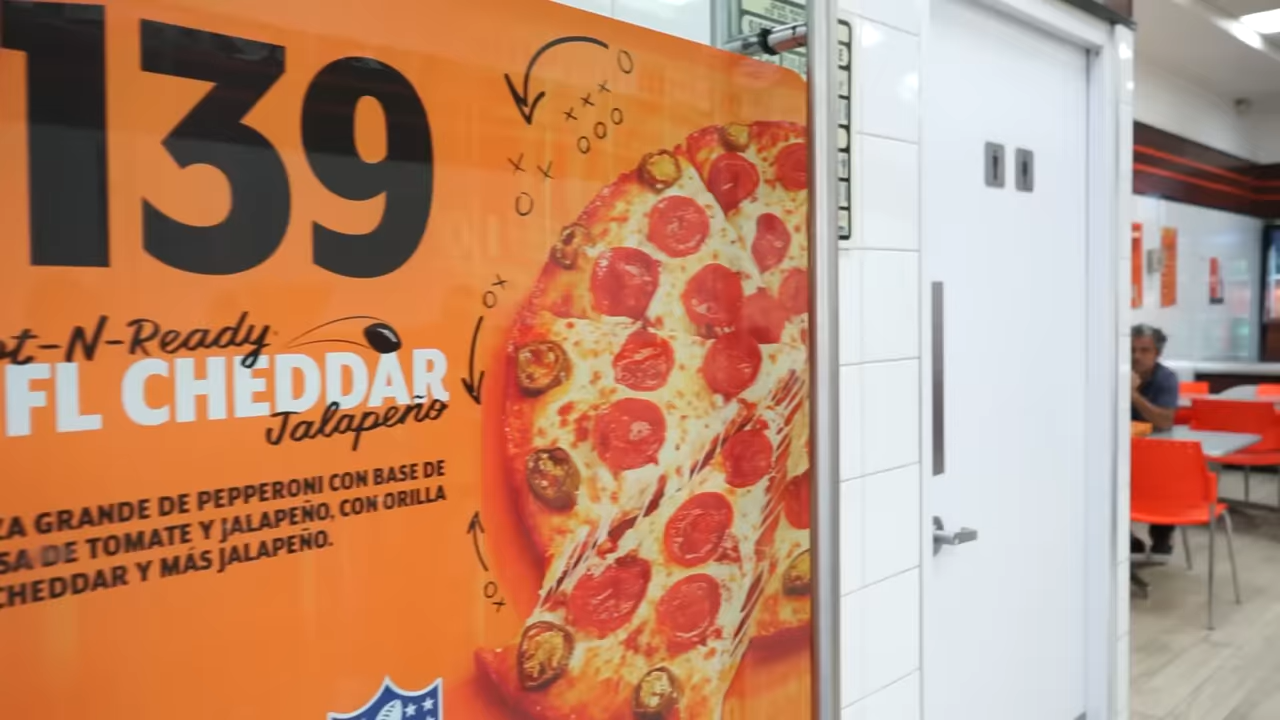 139
ot-N-Ready
FL CHEDDAR
Jalapeño
ZA GRANDE DE PEPPERONI CON BASE DE
SA DE TOMATE Y JALAPEÑO, CON ORILLA
CHEDDAR Y MÁS JALAPEÑO.